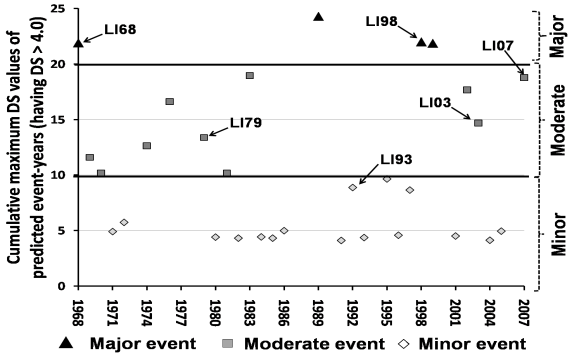 Cumulative maximum DS values of
predicted event-years (having DS > 4.0)
25
20
15
10
5
0
LI68
LI98
LI07
LI03
LI79
LI93
Major
Moderate
Minor
1968
1971
1974
1977
1980
1983
1986
1989
1992
1995
1998
2001
2004
2007
Major event
Moderate event
Minor event